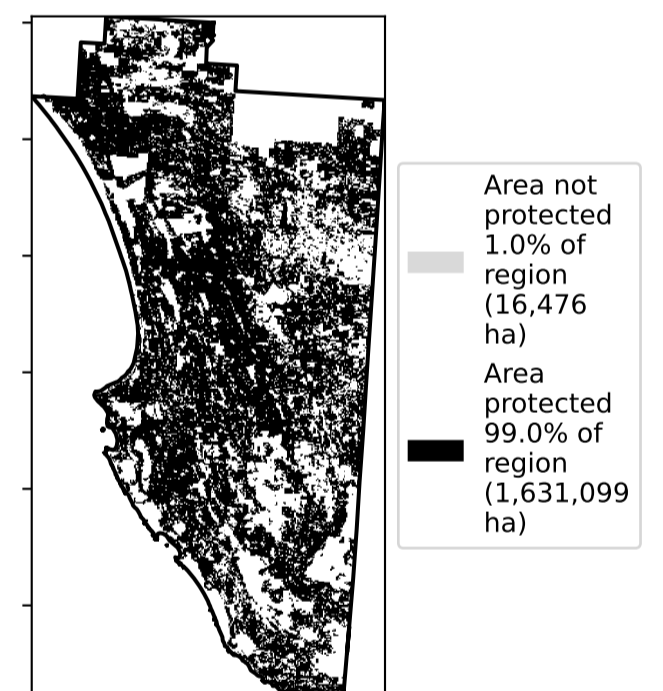 Area not
protected
1.0% of
region
(16,476
ha)
Area
protected
99.0% of
region
(1,631,099
ha)